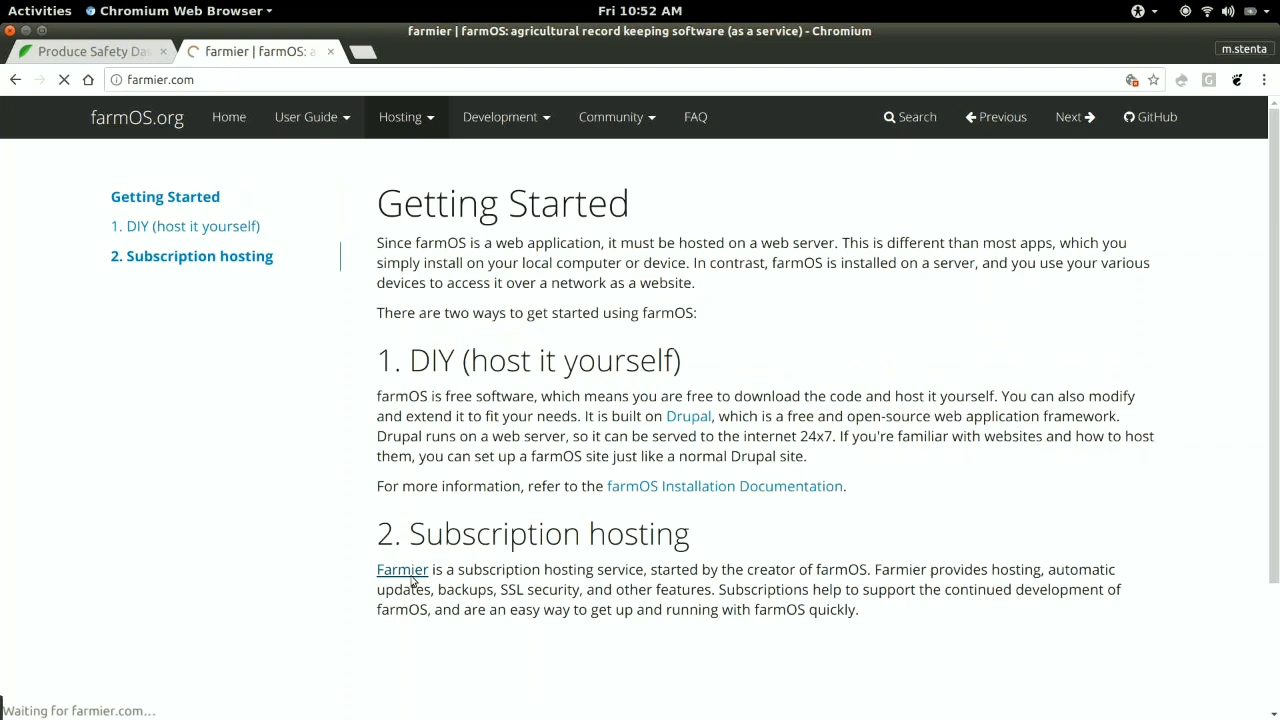 Activities Chromium Web Browser Fri 10:52 AM
farmier | farmOS: agricultural record keeping software (as a service) - Chromium
Produce Safety Da farmier | farmOS: a m.stenta
farmier.com
farmOS.org Home User Guide Hosting Development Community FAQ Search Previous Next GitHub
Getting Started
1. DIY (host it yourself)
2. Subscription hosting
Getting Started
Since farmOS is a web application, it must be hosted on a web server. This is different than most apps, which you
simply install on your local computer or device. In contrast, farmOS is installed on a server, and you use your various
devices to access it over a network as a website.
There are two ways to get started using farmOS:
1. DIY (host it yourself)
farmOS is free software, which means you are free to download the code and host it yourself. You can also modify
and extend it to fit your needs. It is built on Drupal, which is a free and open-source web application framework.
Drupal runs on a web server, so it can be served to the internet 24x7. If you're familiar with websites and how to host
them, you can set up a farmOS site just like a normal Drupal site.
For more information, refer to the farmOS Installation Documentation.
2. Subscription hosting
Farmier is a subscription hosting service, started by the creator of farmOS. Farmier provides hosting, automatic
updates, backups, SSL security, and other features. Subscriptions help to support the continued development of
farmOS, and are an easy way to get up and running with farmOS quickly.
Waiting for farmier.com...